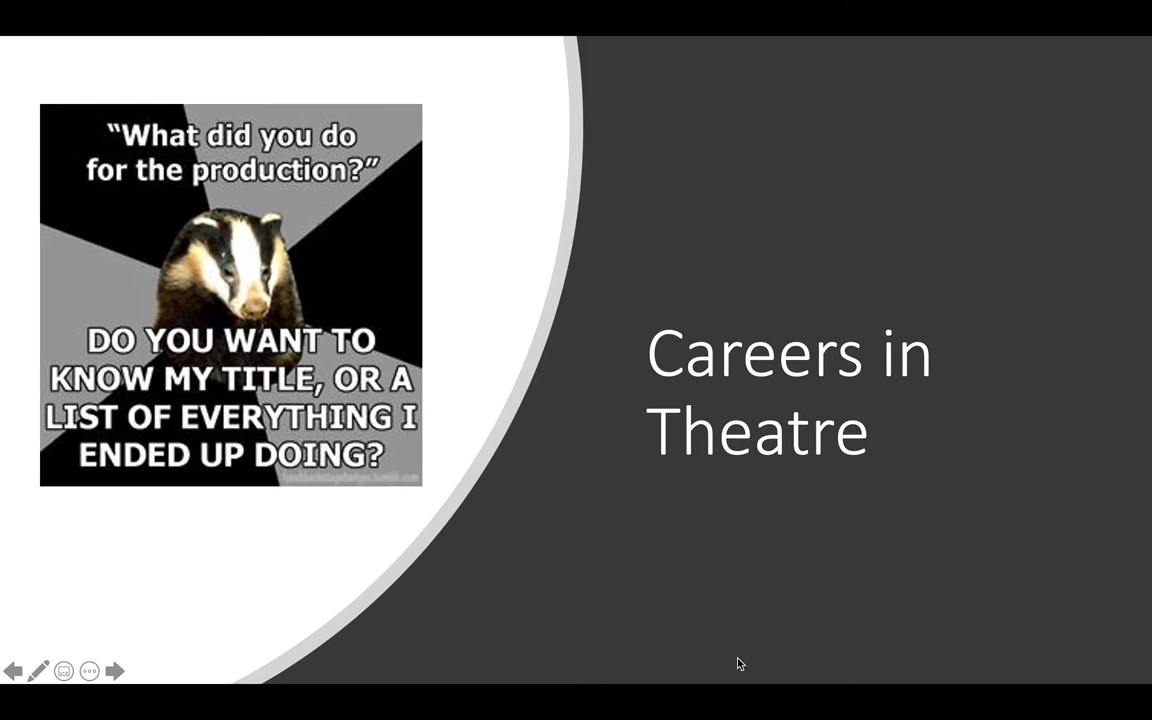 “What did you do
for the production?”
DO YOU WANT TO
KNOW MY TITLE, OR A
LIST OF EVERYTHING I
ENDED UP DOING?
Careers in
Theatre